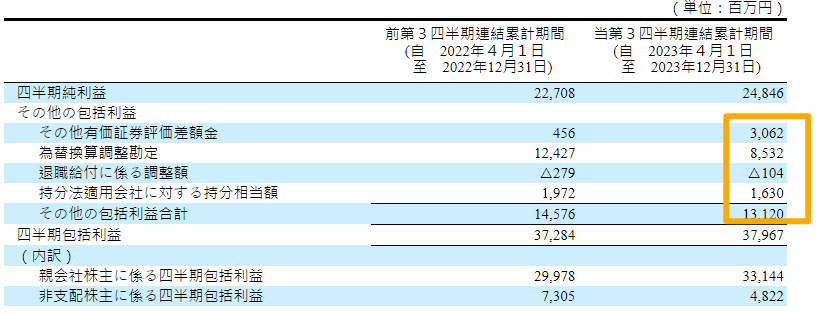 （単位：百万円）
前第３四半期連結累計期間 当第３四半期連結累計期間
(自 2022年４月１日 (自 2023年４月１日
至 2022年12月31日) 至 2023年12月31日)
四半期純利益 22,708 24,846
その他の包括利益
その他有価証券評価差額金 456 3,062
為替換算調整勘定 12,427 8,532
退職給付に係る調整額 △279 △104
持分法適用会社に対する持分相当額 1,972 1,630
その他の包括利益合計 14,576 13,120
四半期包括利益 37,284 37,967
（内訳）
親会社株主に係る四半期包括利益 29,978 33,144
非支配株主に係る四半期包括利益 7,305 4,822